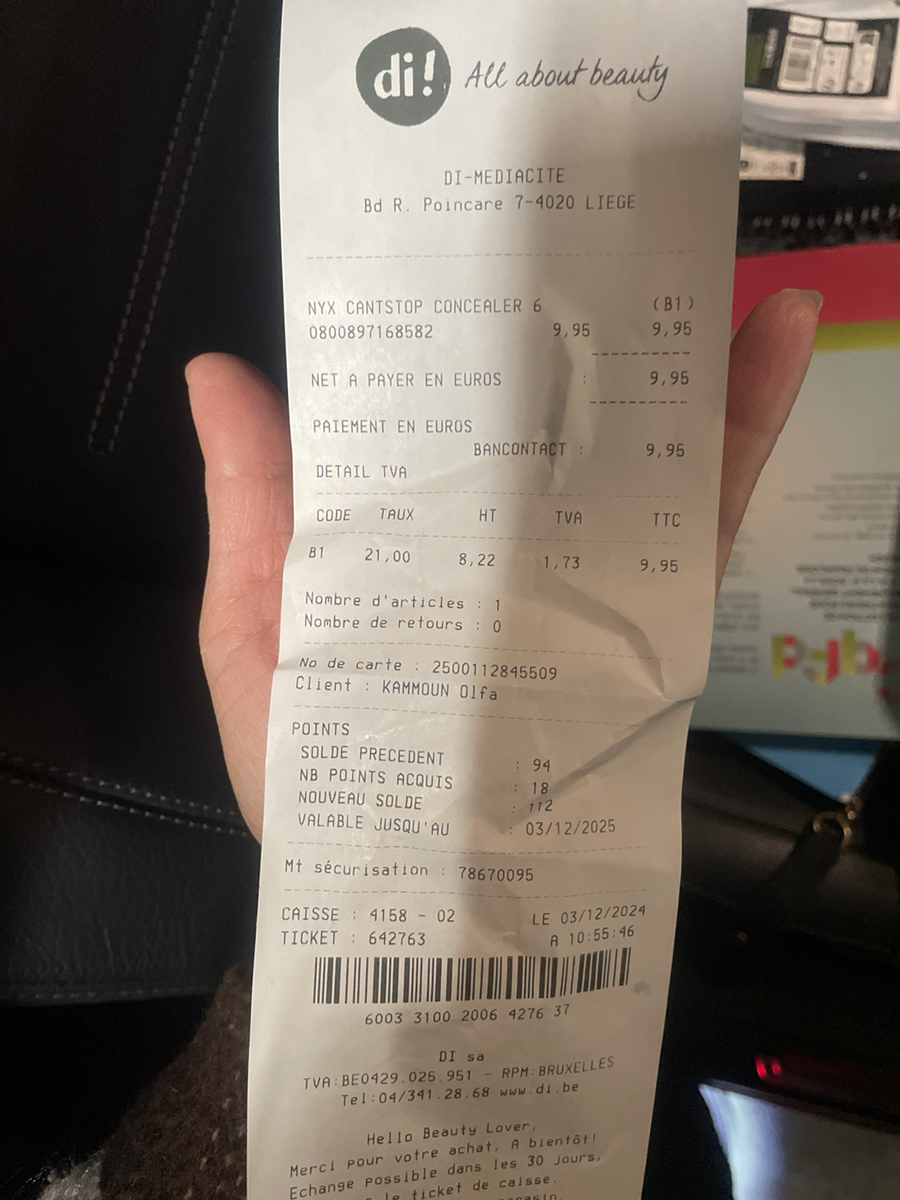 di! All about beauty
DI-MEDIACITE
Bd R. Poincare 7-4020 LIEGE
NYX CANTSTOP CONCEALER 6 (B1)
0800897168582 9,95 9,95
NET A PAYER EN EUROS : 9,95
PAIEMENT EN EUROS
BANCONTACT : 9,95
DETAIL TVA
CODE TAUX HT TVA TTC
B1 21,00 8,22 1,73 9,95
Nombre d'articles : 1
Nombre de retours : 0
No de carte : 2500112845509
Client : KAMMOUN Olfa
POINTS
SOLDE PRECEDENT : 94
NB POINTS ACQUIS : 18
NOUVEAU SOLDE : 112
VALABLE JUSQU'AU : 03/12/2025
Mt sécurisation : 78670095
CAISSE : 4158 - 02 LE 03/12/2024
TICKET : 642763 A 10:55:46
6003 3100 2006 4276 37
DI sa
TVA:BE0429.025.951 - RPM:BRUXELLES
Tel:04/341.28.68 www.di.be
Hello Beauty Lover,
Merci pour votre achat, A bientôt!
Echange possible dans les 30 jours,
le ticket de caisse.